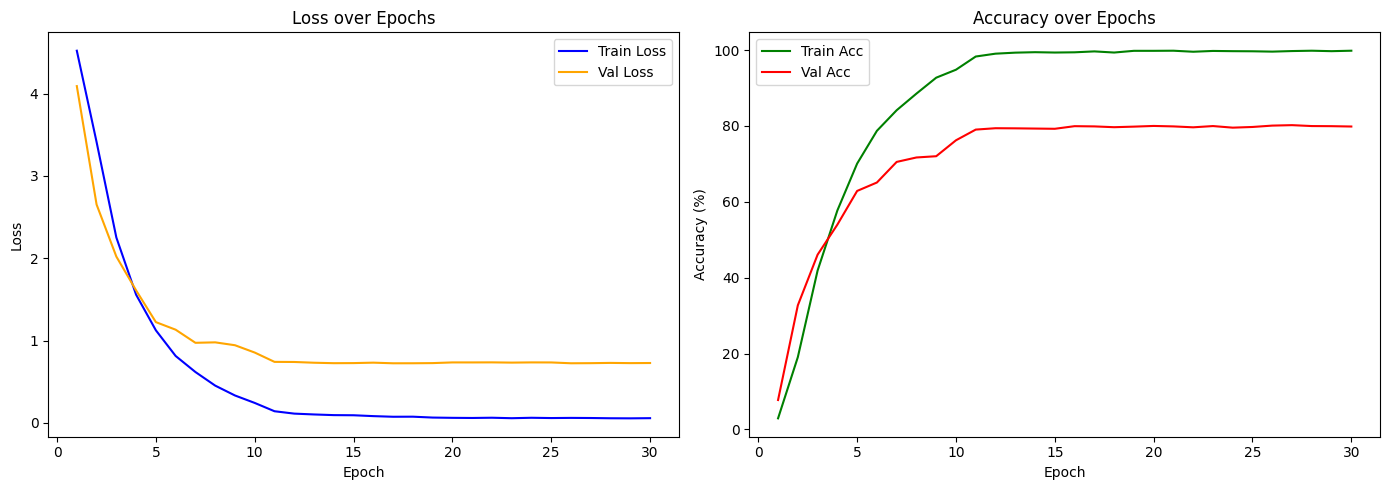 Loss over Epochs
Train Loss
Val Loss
Loss
4
3
2
1
0
0 5 10 15 20 25 30
Epoch
Accuracy over Epochs
Train Acc
Val Acc
Accuracy (%)
100
80
60
40
20
0
0 5 10 15 20 25 30
Epoch